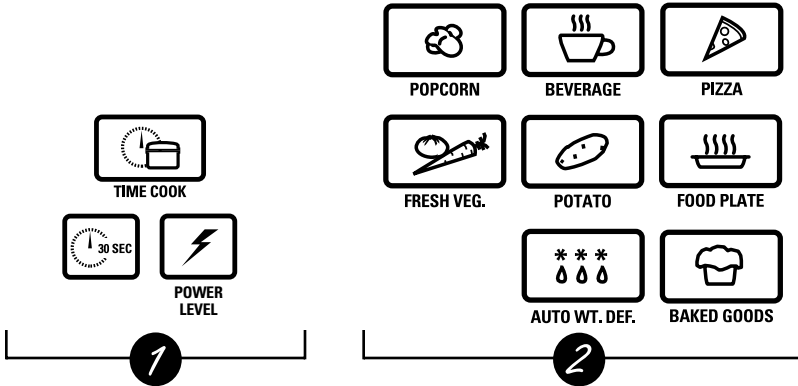 POPCORN BEVERAGE PIZZA
TIME COOK
FRESH VEG. POTATO FOOD PLATE
30 SEC
POWER
LEVEL
AUTO WT. DEF. BAKED GOODS
1 2